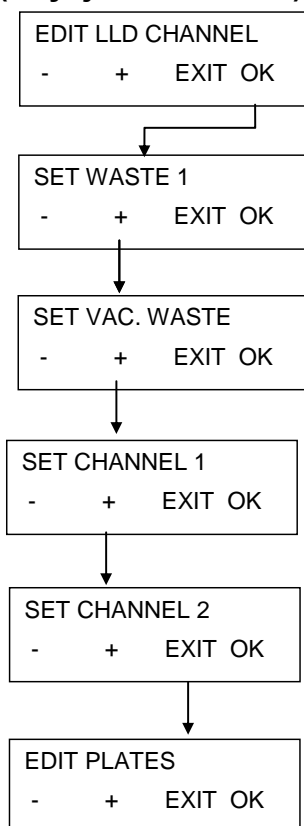 EDIT LLD CHANNEL
- + EXIT OK
SET WASTE 1
- + EXIT OK
SET VAC. WASTE
- + EXIT OK
SET CHANNEL 1
- + EXIT OK
SET CHANNEL 2
- + EXIT OK
EDIT PLATES
- + EXIT OK